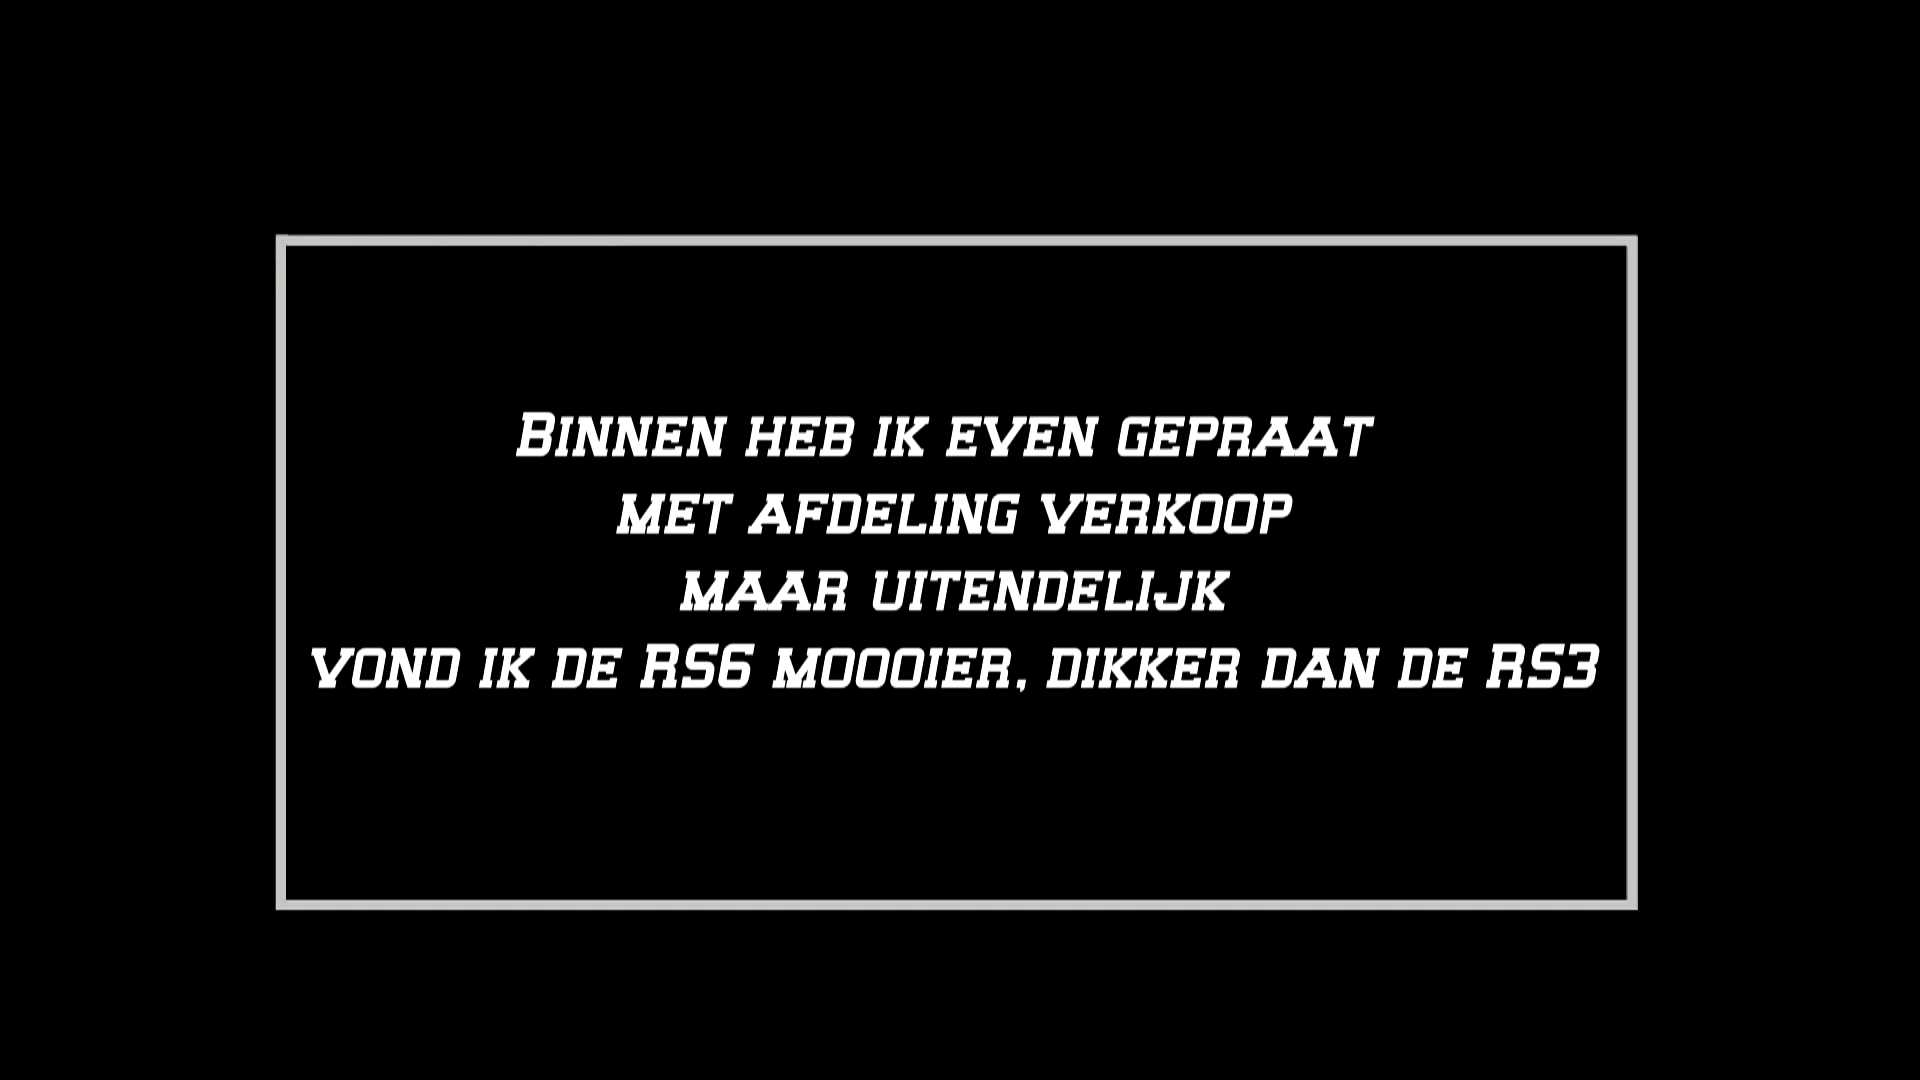 Binnen heb ik even gepraat
met afdeling verkoop
maar uitendelijk
vond ik de RS6 moooier, dikker dan de RS3